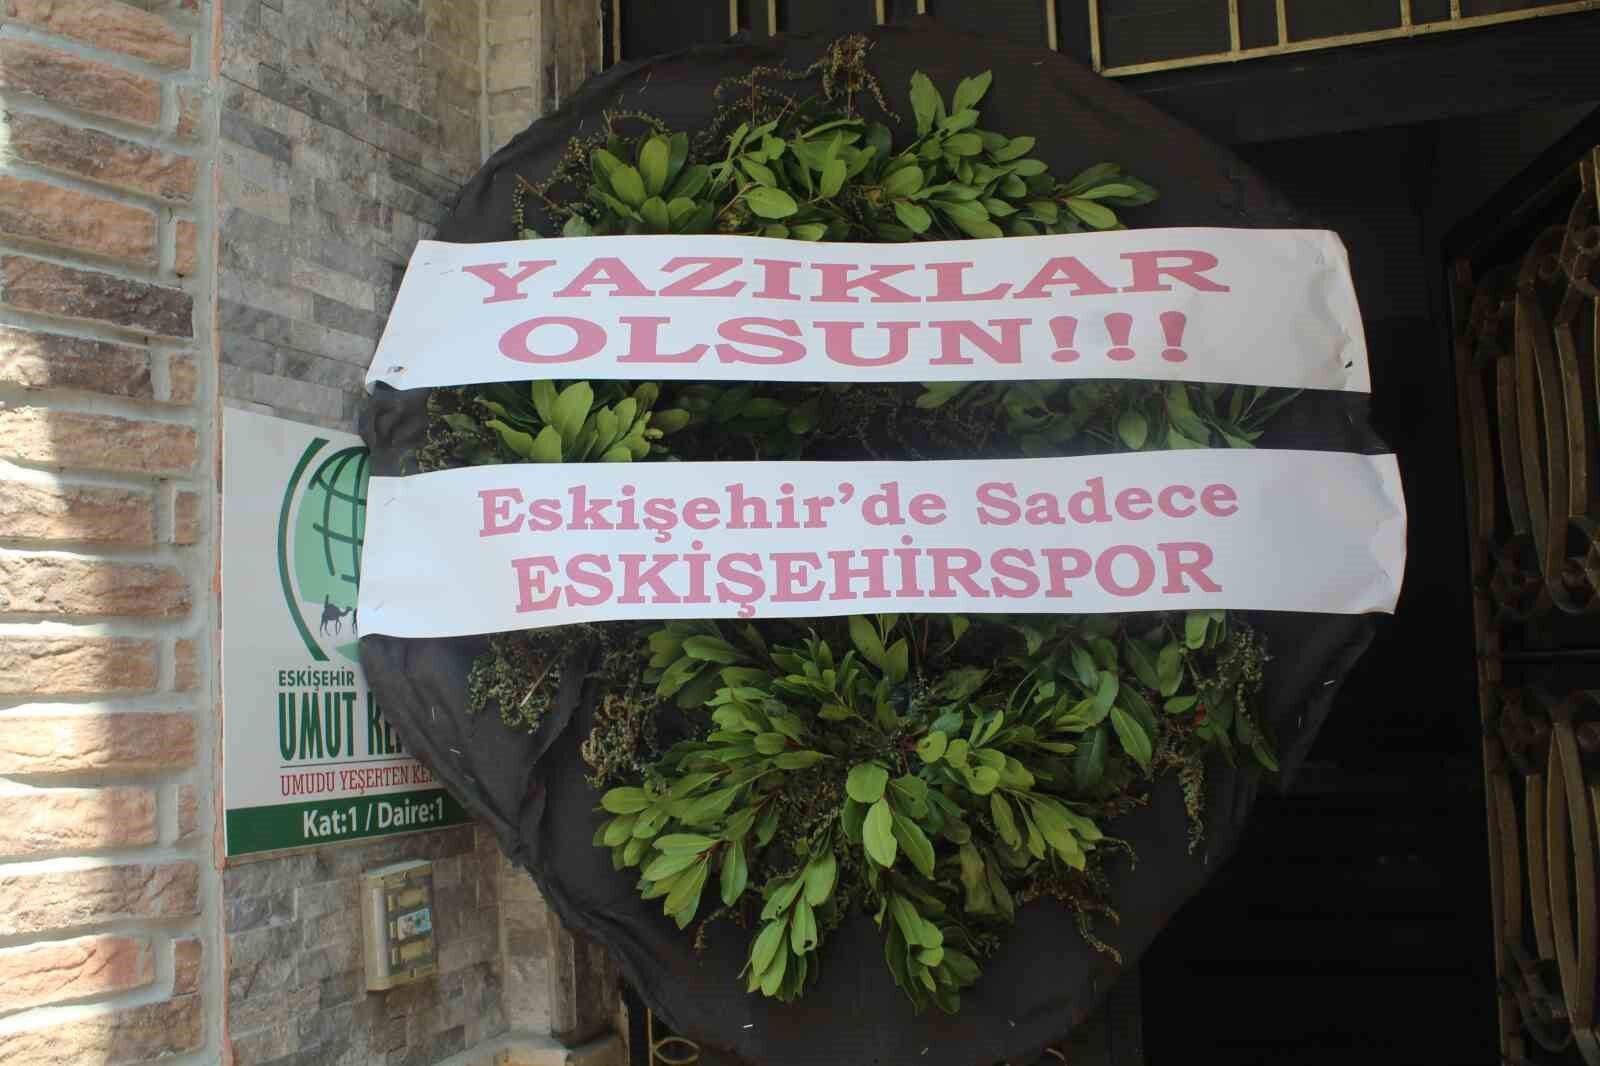 YAZIKLAR
OLSUN!!!
Eskişehir'de Sadece
ESKİŞEHİRSPOR
ESKİŞEHİR
UMUT
UMUDU YEŞERTEN
Kat:1 / Daire:1